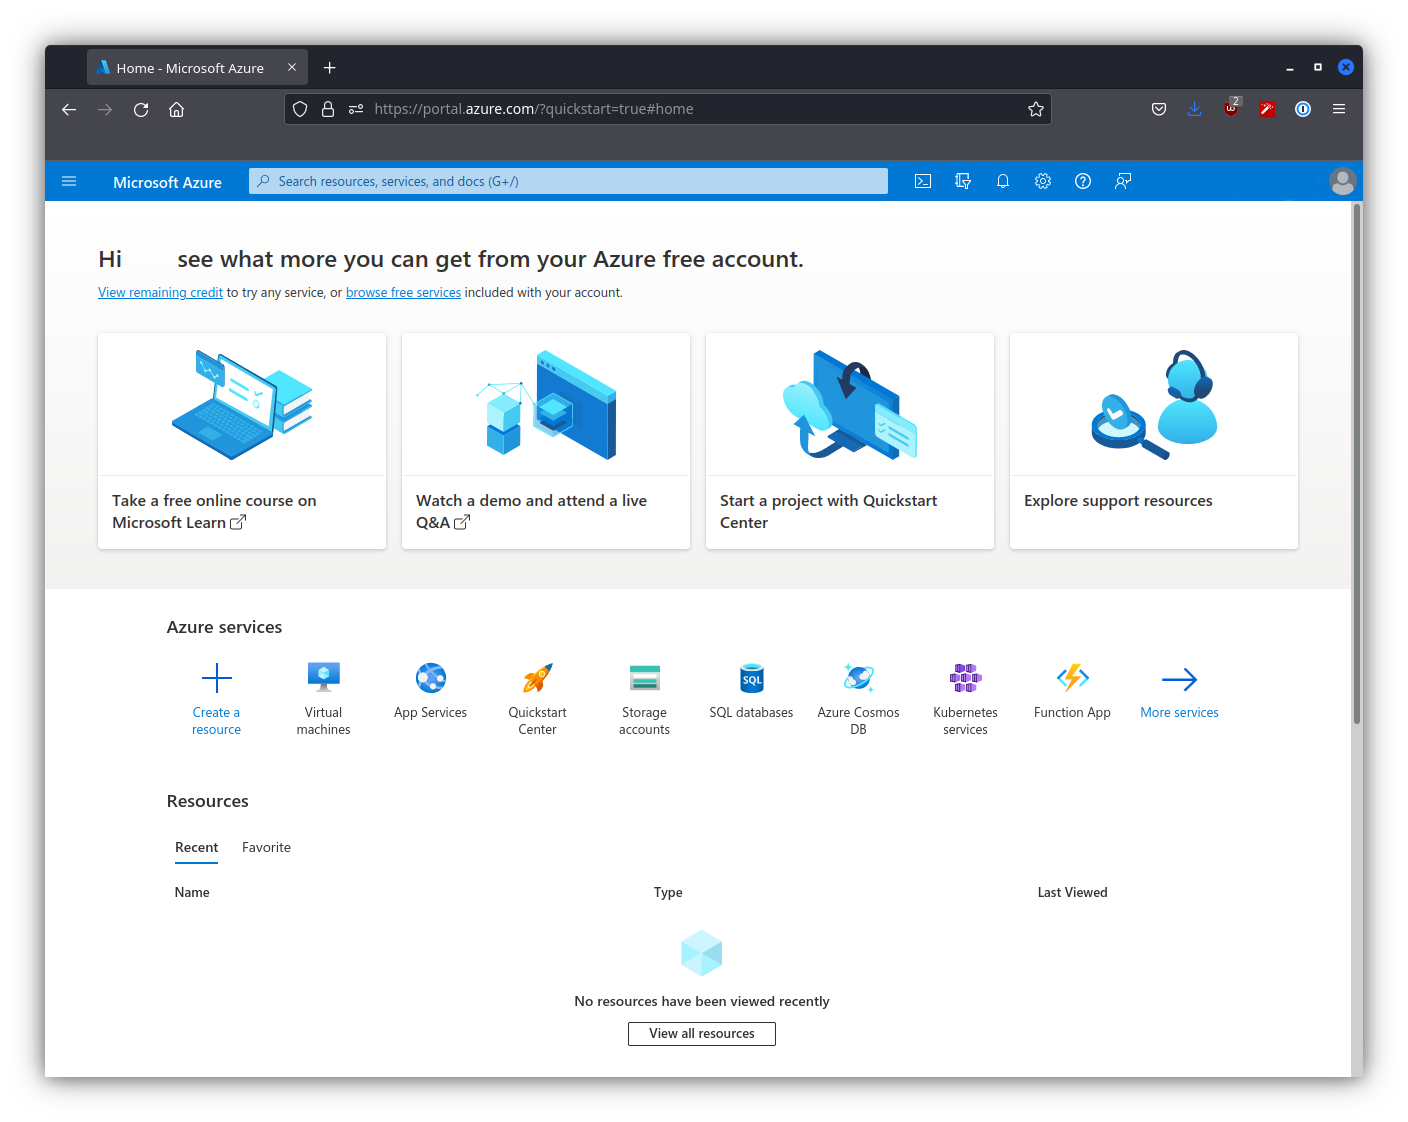 Home - Microsoft Azure
2
https://portal.azure.com/?quickstart=true#home
Microsoft Azure
Search resources, services, and docs (G+/)
Hi see what more you can get from your Azure free account.
View remaining credit to try any service, or browse free services included with your account.
Take a free online course on
Microsoft Learn
Watch a demo and attend a live
Q&A
Start a project with Quickstart
Center
Explore support resources
Azure services
SQL
Create a
resource
Virtual
machines
App Services
Quickstart
Center
Storage
accounts
SQL databases
Azure Cosmos
DB
Kubernetes
services
Function App
More services
Resources
Recent Favorite
Name Type Last Viewed
No resources have been viewed recently
View all resources